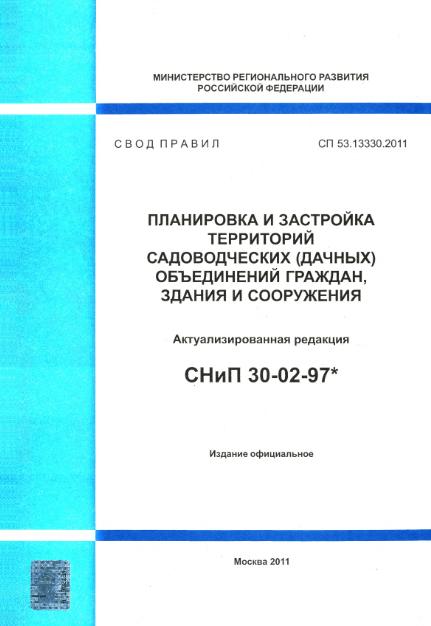 МИНИСТЕРСТВО РЕГИОНАЛЬНОГО РАЗВИТИЯ
РОССИЙСКОЙ ФЕДЕРАЦИИ
СВОД ПРАВИЛ СП 53.13330.2011
ПЛАНИРОВКА И ЗАСТРОЙКА
ТЕРРИТОРИЙ
САДОВОДЧЕСКИХ (ДАЧНЫХ)
ОБЪЕДИНЕНИЙ ГРАЖДАН,
ЗДАНИЯ И СООРУЖЕНИЯ
Актуализированная редакция
СНиП 30-02-97*
Издание официальное
Москва 2011